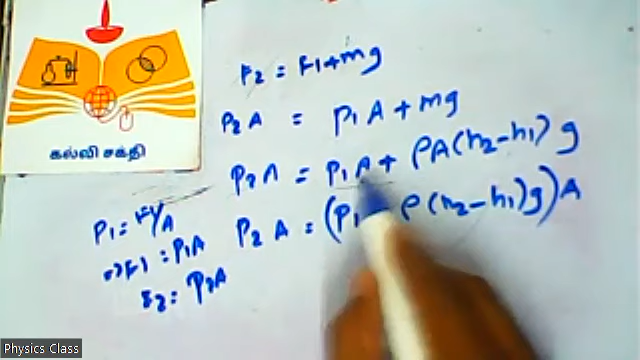 கல்வி சக்தி
F2 = F1+mg
P2 A = P1 A + mg
P2 A = P1 A + ρA(h2-h1)g
P2 A = (P1 ρ(h2-h1)g)A
P1 = F1/A
F1 = P1A
F2 = P2A
Physics Class